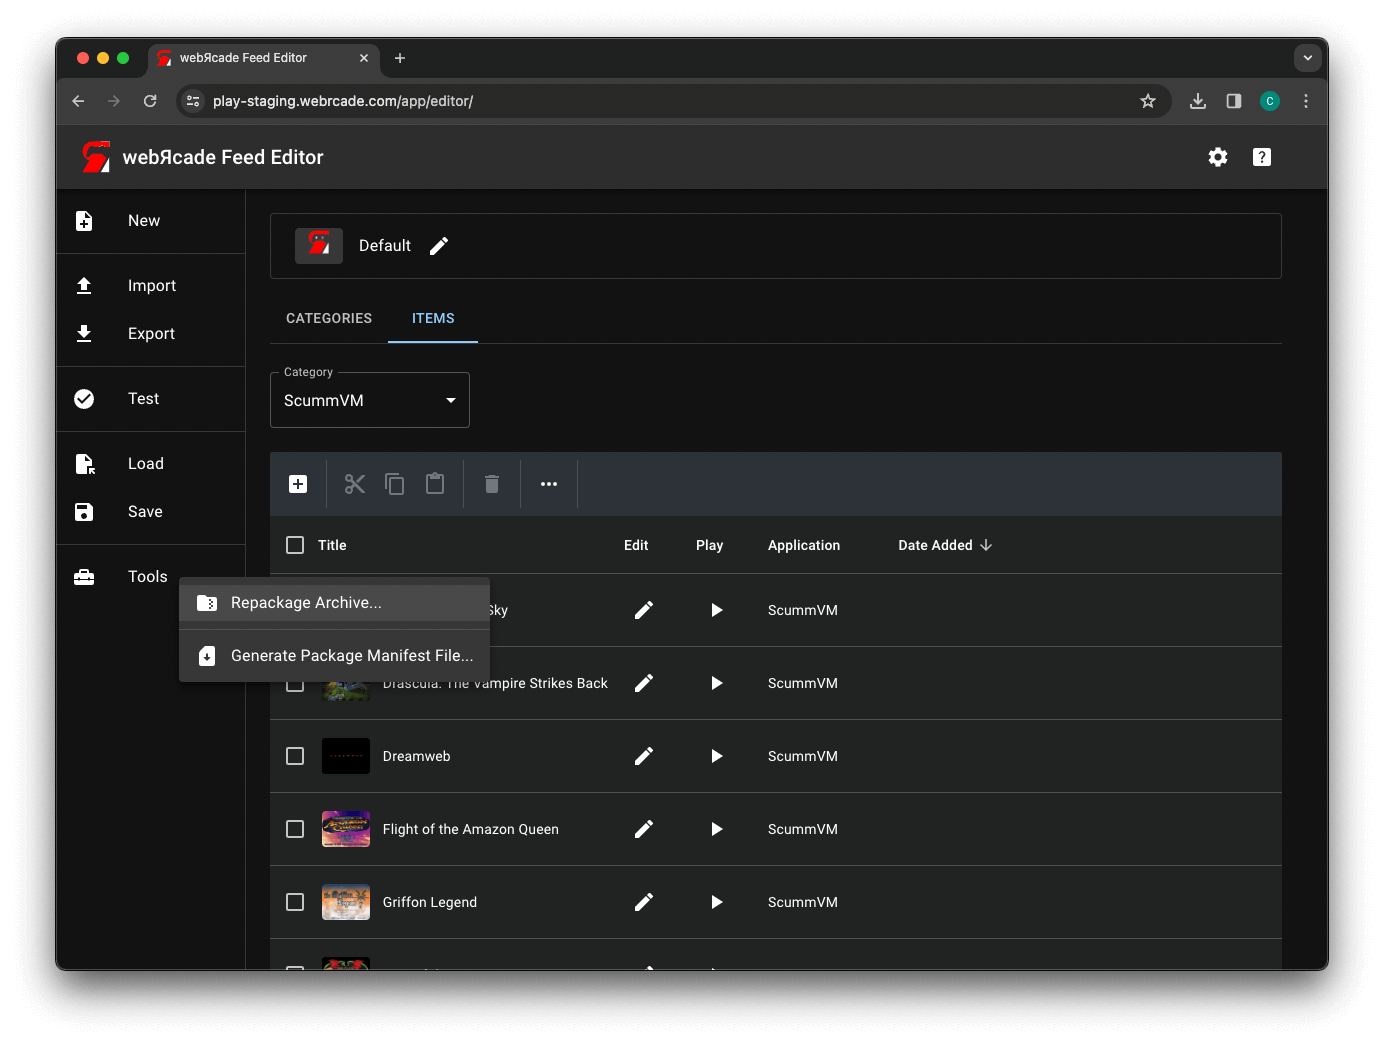 webЯcade Feed Editor
play-staging.webrcade.com/app/editor/
C
webЯcade Feed Editor
?
New
Import
Export
Test
Load
Save
Tools
Default
CATEGORIES
ITEMS
Category
ScummVM
Title
Edit
Play
Application
Date Added
Repackage Archive...
Sky
ScummVM
Generate Package Manifest File...
Drascula: The Vampire Strikes Back
ScummVM
Dreamweb
ScummVM
Flight of the Amazon Queen
ScummVM
Griffon Legend
ScummVM